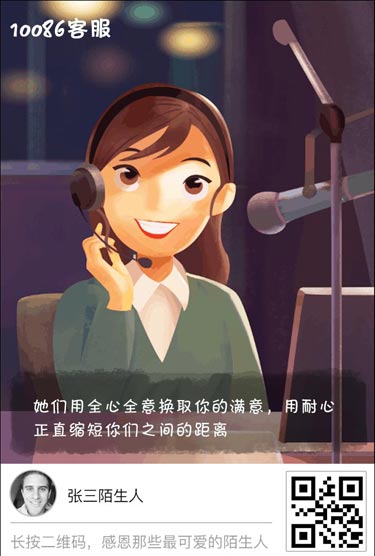 10086客服
她们用全心全意换取你的满意，用耐心
正直缩短你们之间的距离
张三陌生人
长按二维码，感恩那些最可爱的陌生人